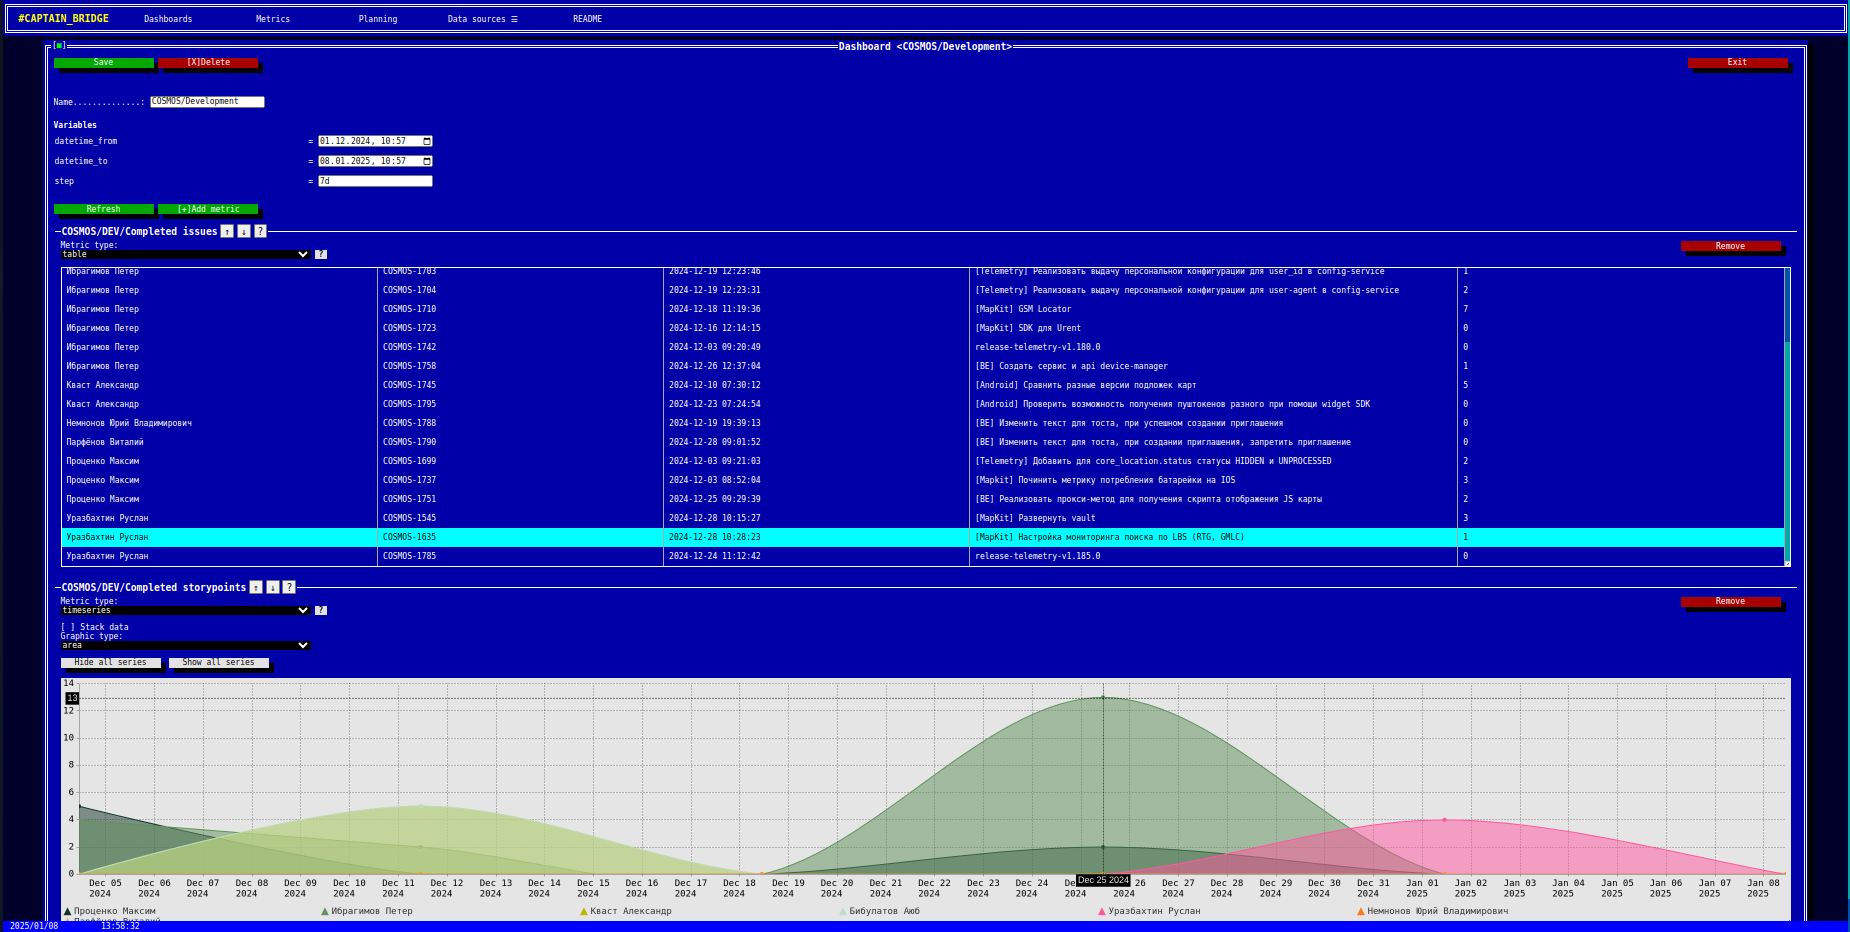 #CAPTAIN_BRIDGE Dashboards Metrics Planning Data sources ☰ README
[■] Dashboard <COSMOS/Development>
Save [X]Delete Exit
Name.............: COSMOS/Development
Variables
datetime_from = 01.12.2024, 10:57
datetime_to = 08.01.2025, 10:57
step = 7d
Refresh [+]Add metric
COSMOS/DEV/Completed issues ↑ ↓ ?
Metric type: Remove
table ?
Ибрагимов Петер COSMOS-1703 2024-12-19 12:23:46 [Telemetry] Реализовать выдачу персональной конфигурации для user_id в config-service 1
Ибрагимов Петер COSMOS-1704 2024-12-19 12:23:31 [Telemetry] Реализовать выдачу персональной конфигурации для user-agent в config-service 2
Ибрагимов Петер COSMOS-1710 2024-12-18 11:19:36 [MapKit] GSM Locator 7
Ибрагимов Петер COSMOS-1723 2024-12-16 12:14:15 [MapKit] SDK для Urent 0
Ибрагимов Петер COSMOS-1742 2024-12-03 09:20:49 release-telemetry-v1.180.0 0
Ибрагимов Петер COSMOS-1758 2024-12-26 12:37:04 [BE] Создать сервис и api device-manager 1
Кваст Александр COSMOS-1745 2024-12-10 07:30:12 [Android] Сравнить разные версии подложек карт 5
Кваст Александр COSMOS-1795 2024-12-23 07:24:54 [Android] Проверить возможность получения пуштокенов разного при помощи widget SDK 0
Немнонов Юрий Владимирович COSMOS-1788 2024-12-19 19:39:13 [BE] Изменить текст для тоста, при успешном создании приглашения 0
Парфёнов Виталий COSMOS-1790 2024-12-28 09:01:52 [BE] Изменить текст для тоста, при создании приглашения, запретить приглашение 0
Проценко Максим COSMOS-1699 2024-12-03 09:21:03 [Telemetry] Добавить для core_location.status статусы HIDDEN и UNPROCESSED 2
Проценко Максим COSMOS-1737 2024-12-03 08:52:04 [Mapkit] Починить метрику потребления батарейки на IOS 3
Проценко Максим COSMOS-1751 2024-12-25 09:29:39 [BE] Реализовать прокси-метод для получения скрипта отображения JS карты 2
Уразбахтин Руслан COSMOS-1545 2024-12-28 10:15:27 [MapKit] Развернуть vault 3
Уразбахтин Руслан COSMOS-1635 2024-12-28 10:28:23 [MapKit] Настройка мониторинга поиска по LBS (RTG, GMLC) 1
Уразбахтин Руслан COSMOS-1785 2024-12-24 11:12:42 release-telemetry-v1.185.0 0
COSMOS/DEV/Completed storypoints ↑ ↓ ?
Metric type: Remove
timeseries ?
[ ] Stack data
Graphic type:
area
Hide all series Show all series
14
13
12
10
8
6
4
2
0
Dec 05 Dec 06 Dec 07 Dec 08 Dec 09 Dec 10 Dec 11 Dec 12 Dec 13 Dec 14 Dec 15 Dec 16 Dec 17 Dec 18 Dec 19 Dec 20 Dec 21 Dec 22 Dec 23 Dec 24 De Dec 25 2024 26 Dec 27 Dec 28 Dec 29 Dec 30 Dec 31 Jan 01 Jan 02 Jan 03 Jan 04 Jan 05 Jan 06 Jan 07 Jan 08
2024 2024 2024 2024 2024 2024 2024 2024 2024 2024 2024 2024 2024 2024 2024 2024 2024 2024 2024 2024 2024 2024 2024 2024 2024 2024 2024 2025 2025 2025 2025 2025 2025 2025 2025
Проценко Максим Ибрагимов Петер Кваст Александр Бибулатов Аюб Уразбахтин Руслан Немнонов Юрий Владимирович
Парфёнов Виталий
2025/01/08 13:58:32